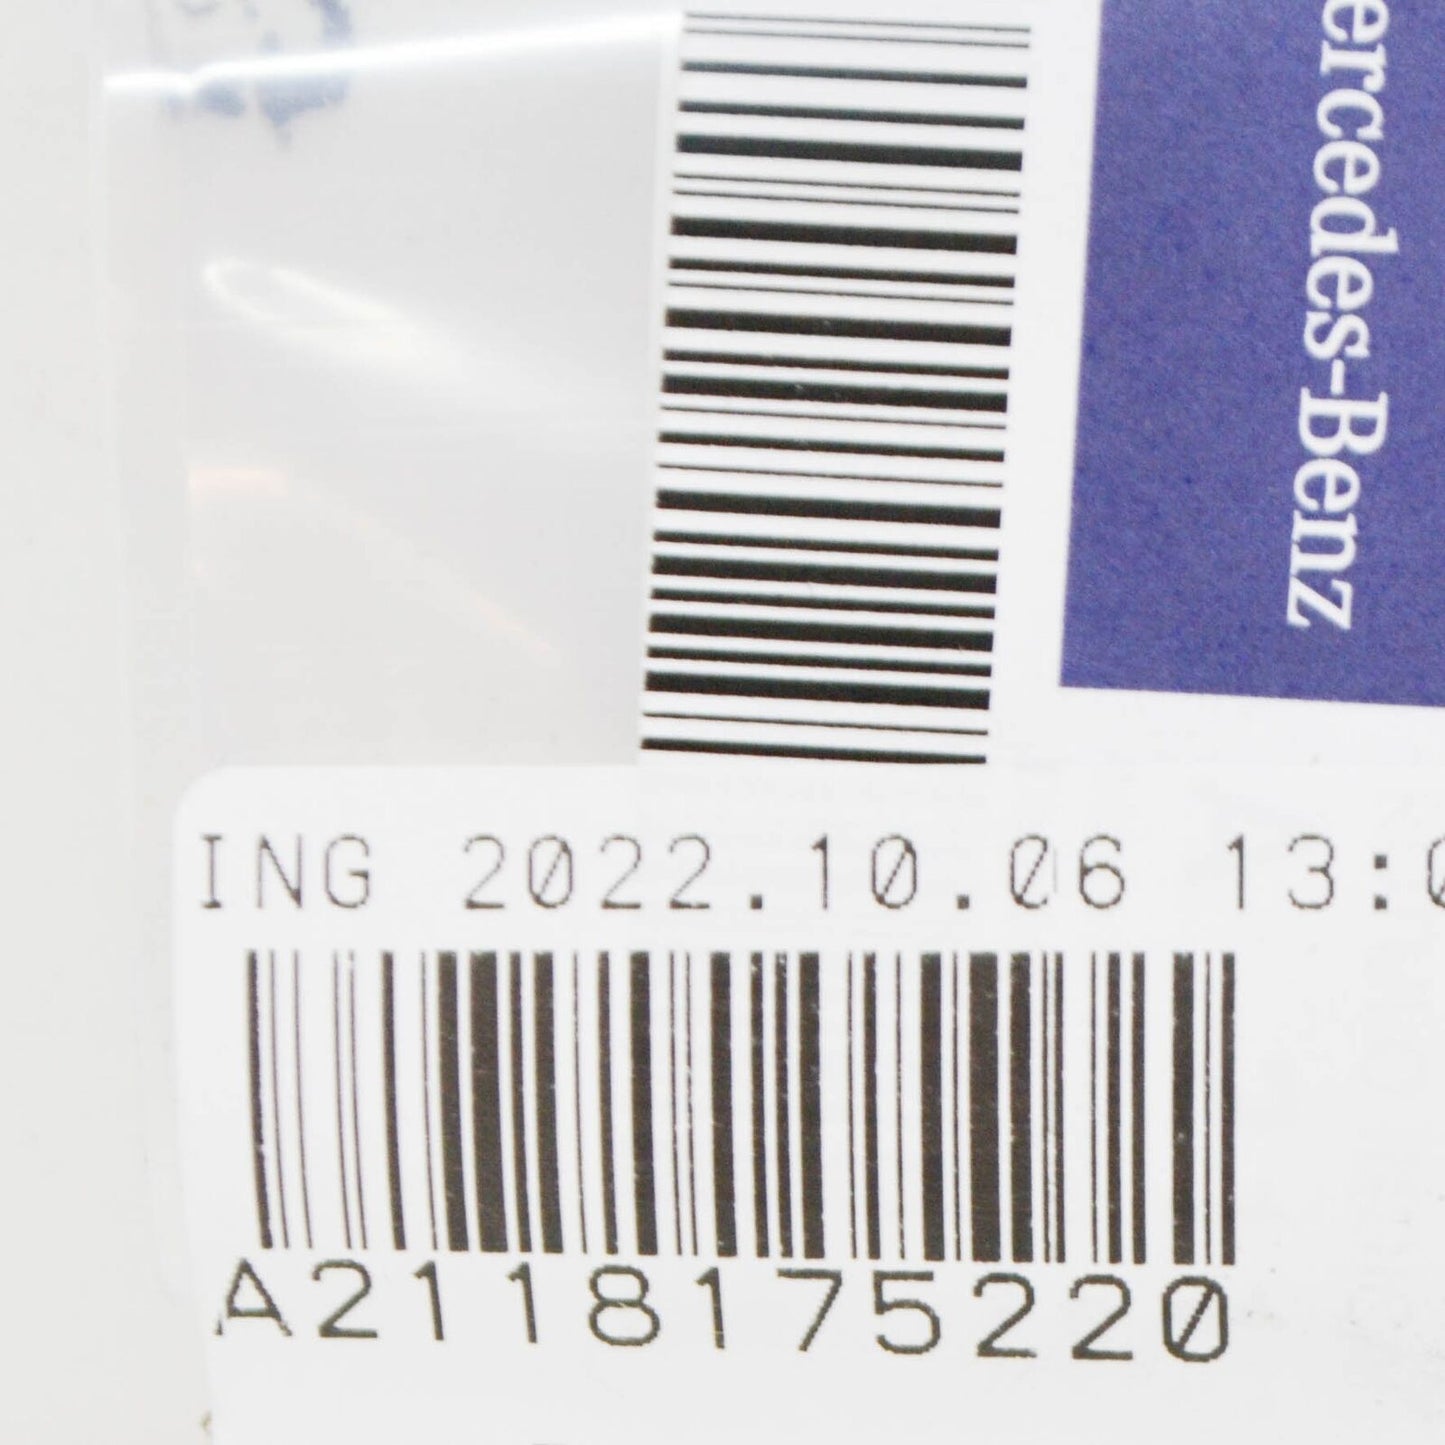 ercedes-Benz
ING 2022.10.06 13:0
A2118175220